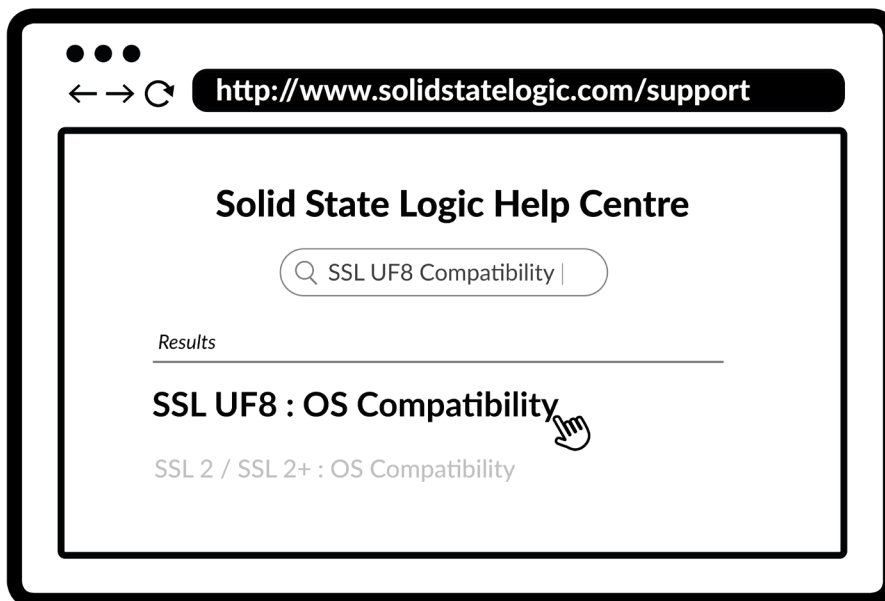 http://www.solidstatelogic.com/support
Solid State Logic Help Centre
SSL UF8 Compatibility
Results
SSL UF8 : OS Compatibility
SSL 2 / SSL 2+ : OS Compatibility